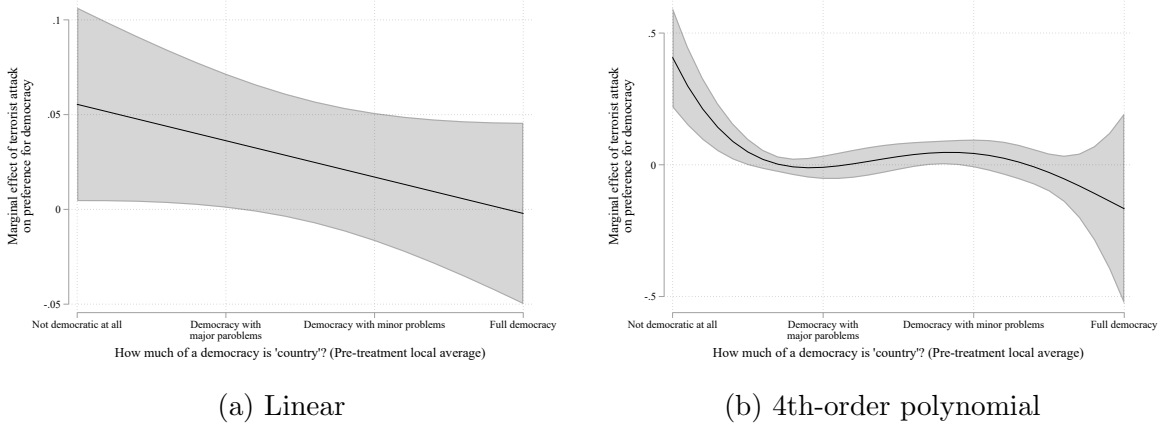 Marginal effect of terrorist attack
on preference for democracy
.1
.05
0
-.05
Not democratic at all
Democracy with
major paroblems
Democracy with minor problems
Full democracy
How much of a democracy is 'country'? (Pre-treatment local average)
(a) Linear
Marginal effect of terrorist attack
on preference for democracy
.5
0
-.5
Not democratic at all
Democracy with
major paroblems
Democracy with minor problems
Full democracy
How much of a democracy is 'country'? (Pre-treatment local average)
(b) 4th-order polynomial